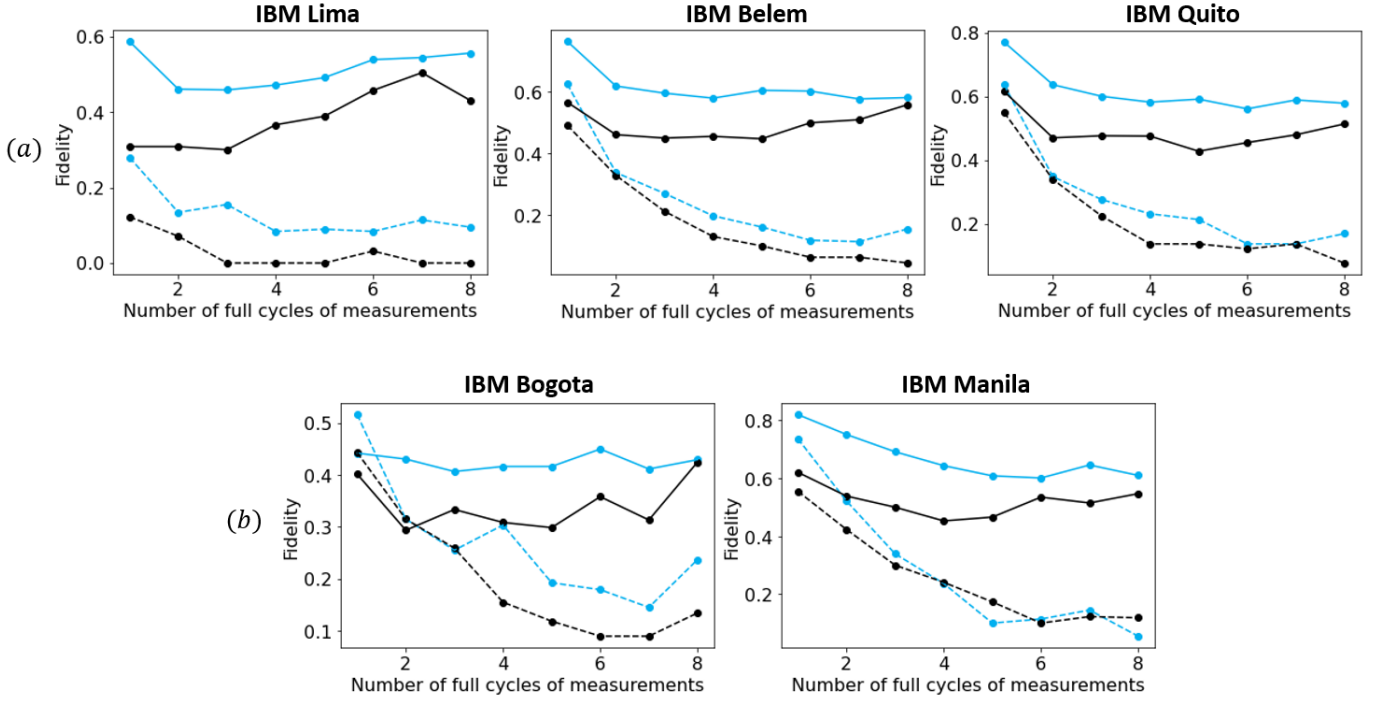 IBM Lima
IBM Belem
IBM Quito
(a)
Fidelity
0.6
0.4
0.2
0.0
2 4 6 8
Number of full cycles of measurements
Fidelity
0.6
0.4
0.2
2 4 6 8
Number of full cycles of measurements
Fidelity
0.8
0.6
0.4
0.2
2 4 6 8
Number of full cycles of measurements
IBM Bogota
IBM Manila
(b)
Fidelity
0.5
0.4
0.3
0.2
0.1
2 4 6 8
Number of full cycles of measurements
Fidelity
0.8
0.6
0.4
0.2
2 4 6 8
Number of full cycles of measurements